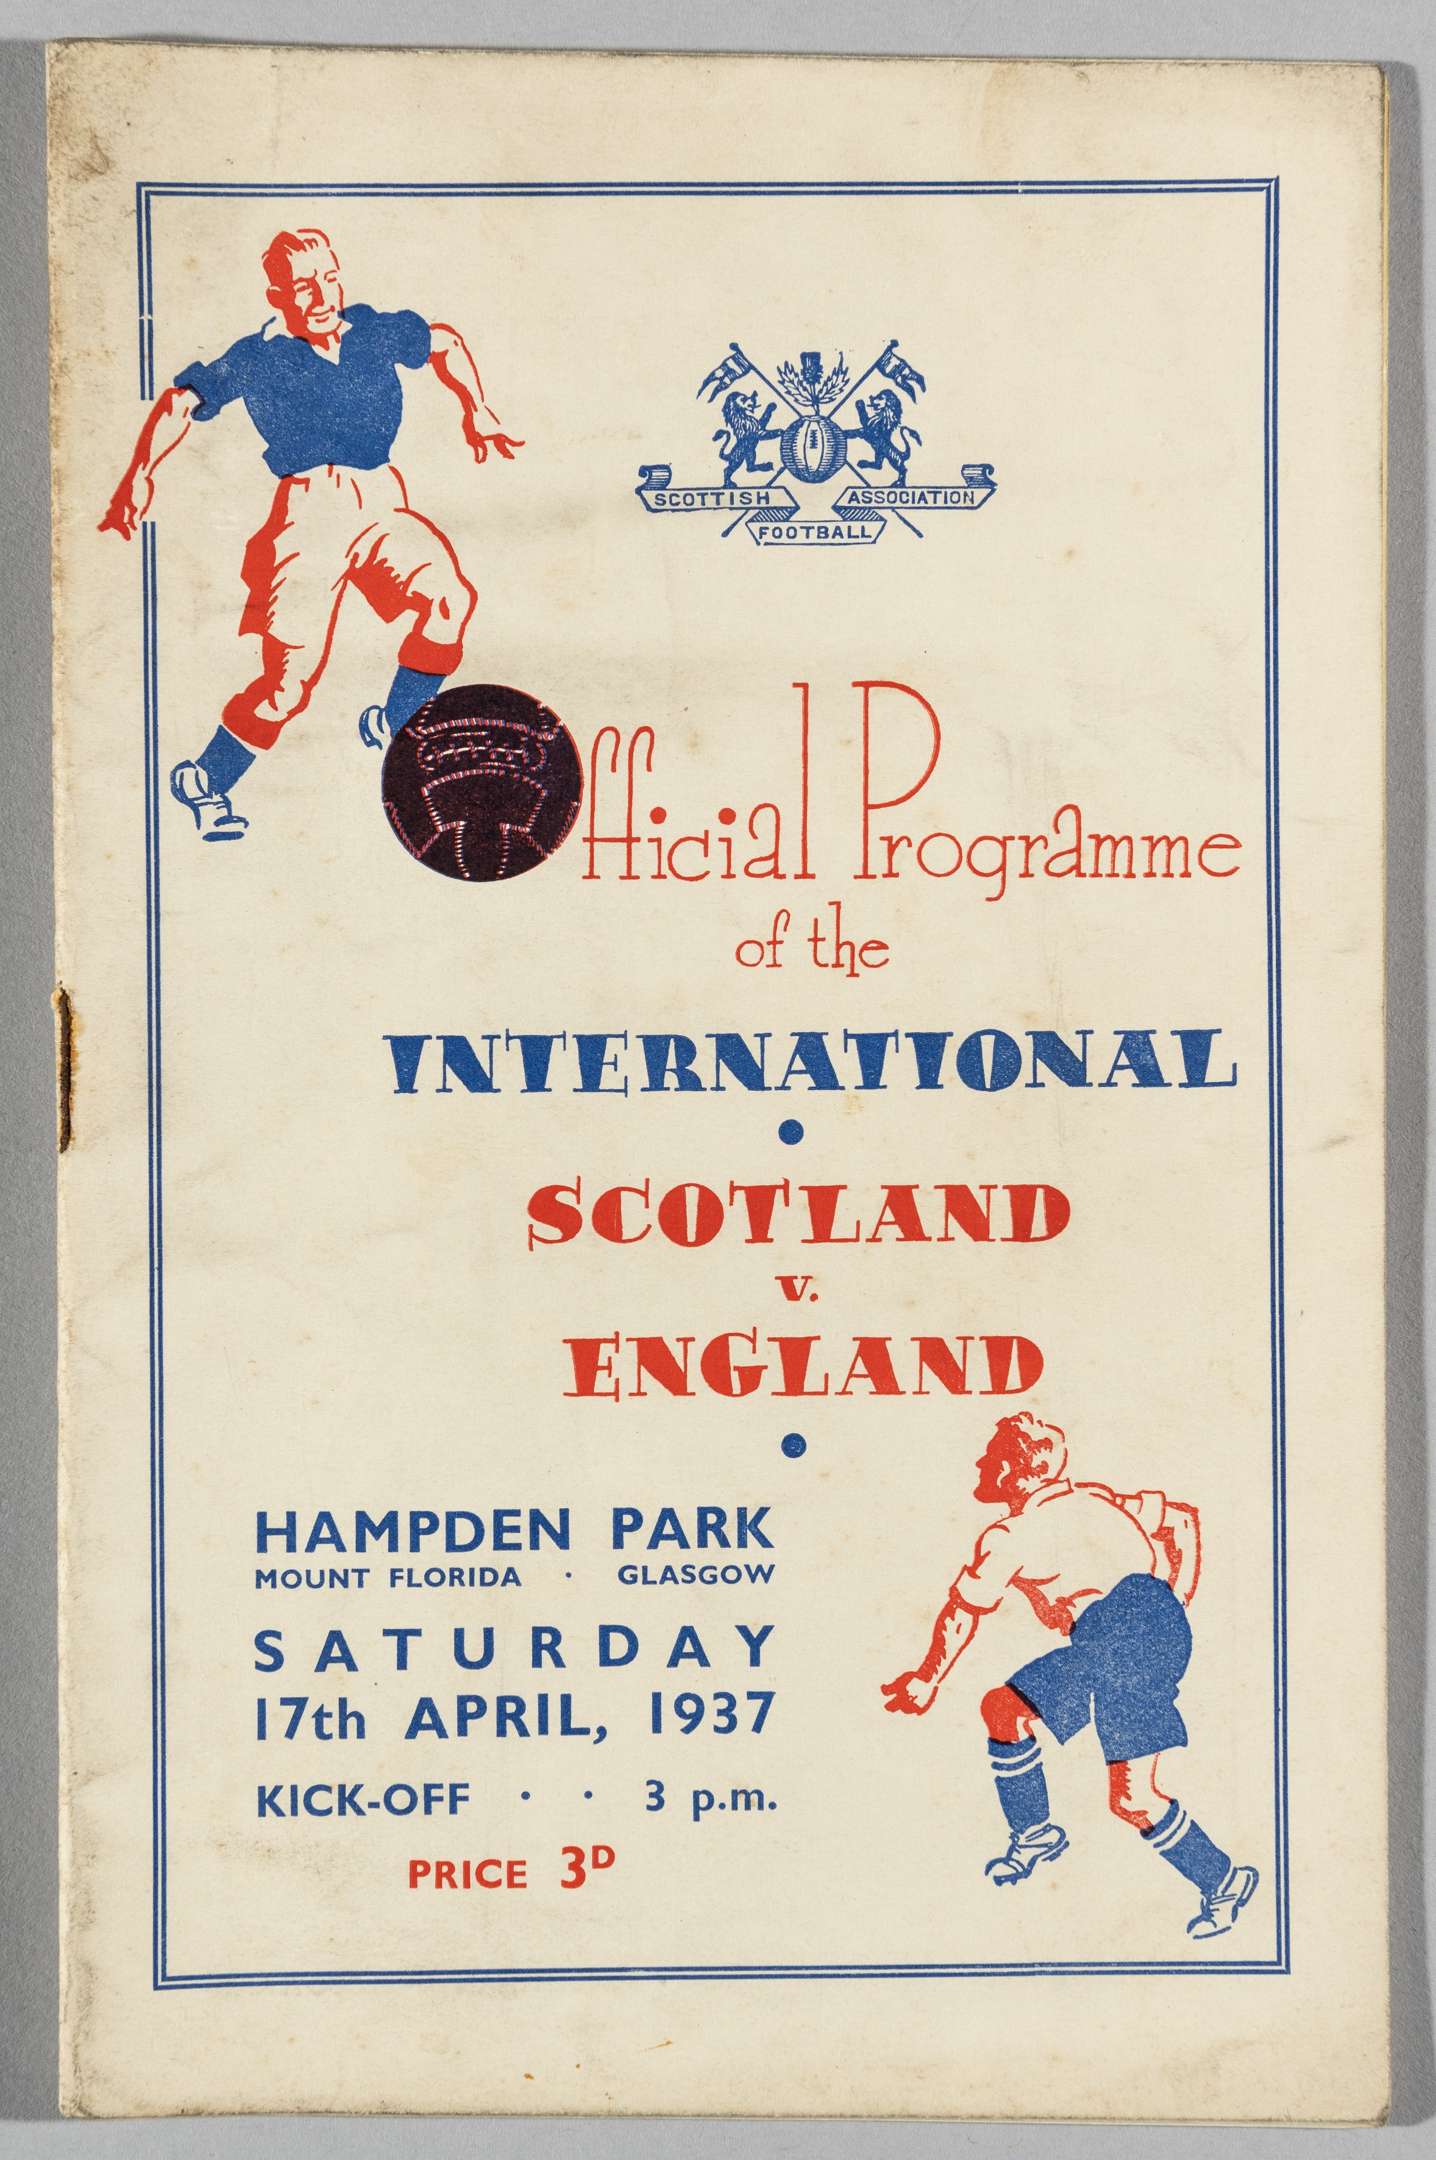 SCOTTISH ASSOCIATION
FOOTBALL
Official Programme
of the
INTERNATIONAL
SCOTLAND
v.
ENGLAND
HAMPDEN PARK
MOUNT FLORIDA · GLASGOW
SATURDAY
17th APRIL, 1937
KICK-OFF · · 3 p.m.
PRICE 3D